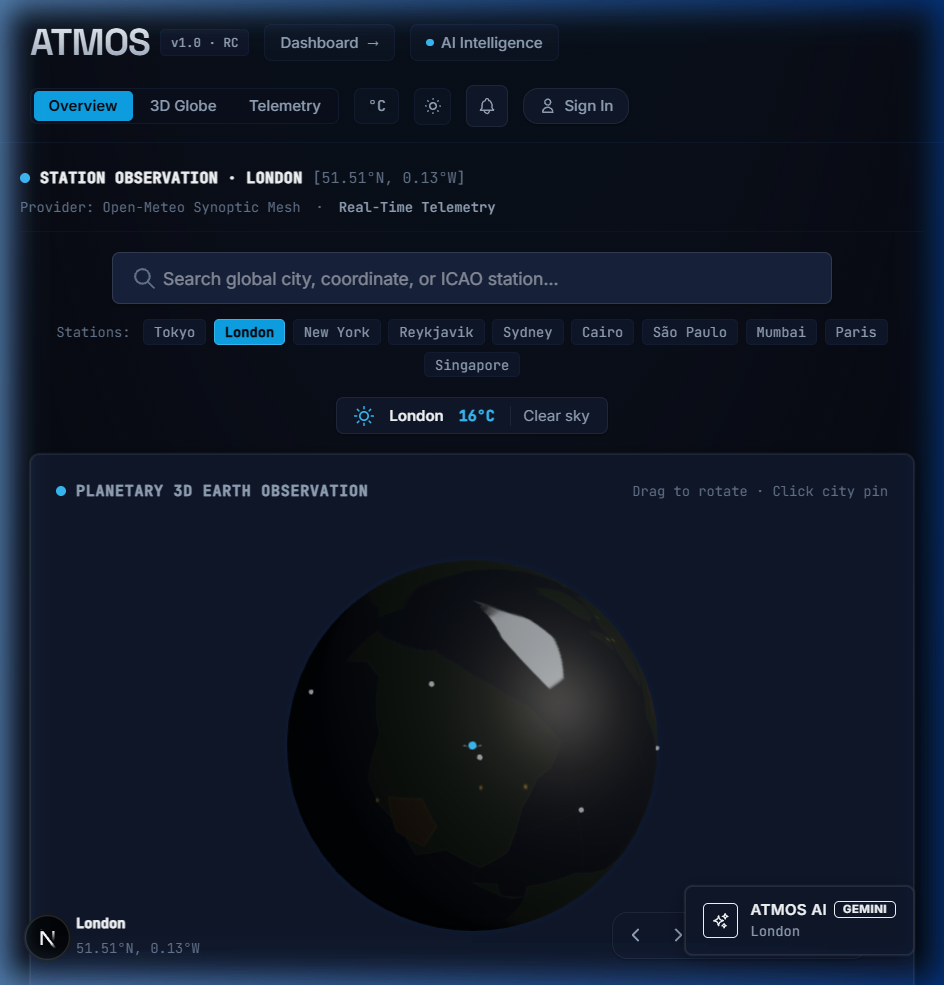 ATMOS v1.0 · RC Dashboard → AI Intelligence
Overview 3D Globe Telemetry °C Sign In
STATION OBSERVATION · LONDON [51.51°N, 0.13°W]
Provider: Open-Meteo Synoptic Mesh · Real-Time Telemetry
Search global city, coordinate, or ICAO station...
Stations: Tokyo London New York Reykjavik Sydney Cairo São Paulo Mumbai Paris
Singapore
London 16°C Clear sky
PLANETARY 3D EARTH OBSERVATION Drag to rotate · Click city pin
London
51.51°N, 0.13°W
N
ATMOS AI GEMINI
London